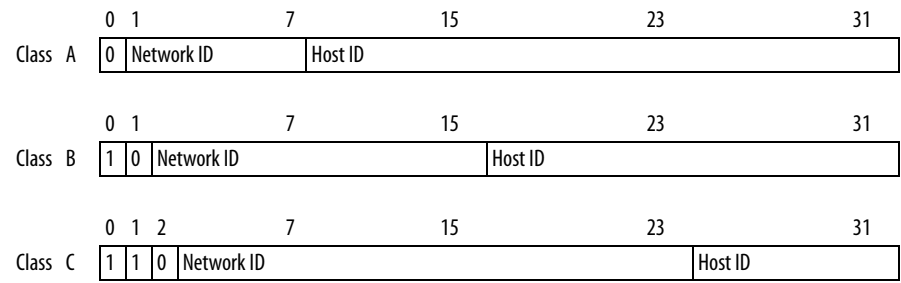 0 1 7 15 23 31
Class A 0 Network ID Host ID
0 1 7 15 23 31
Class B 1 0 Network ID Host ID
0 1 2 7 15 23 31
Class C 1 1 0 Network ID Host ID